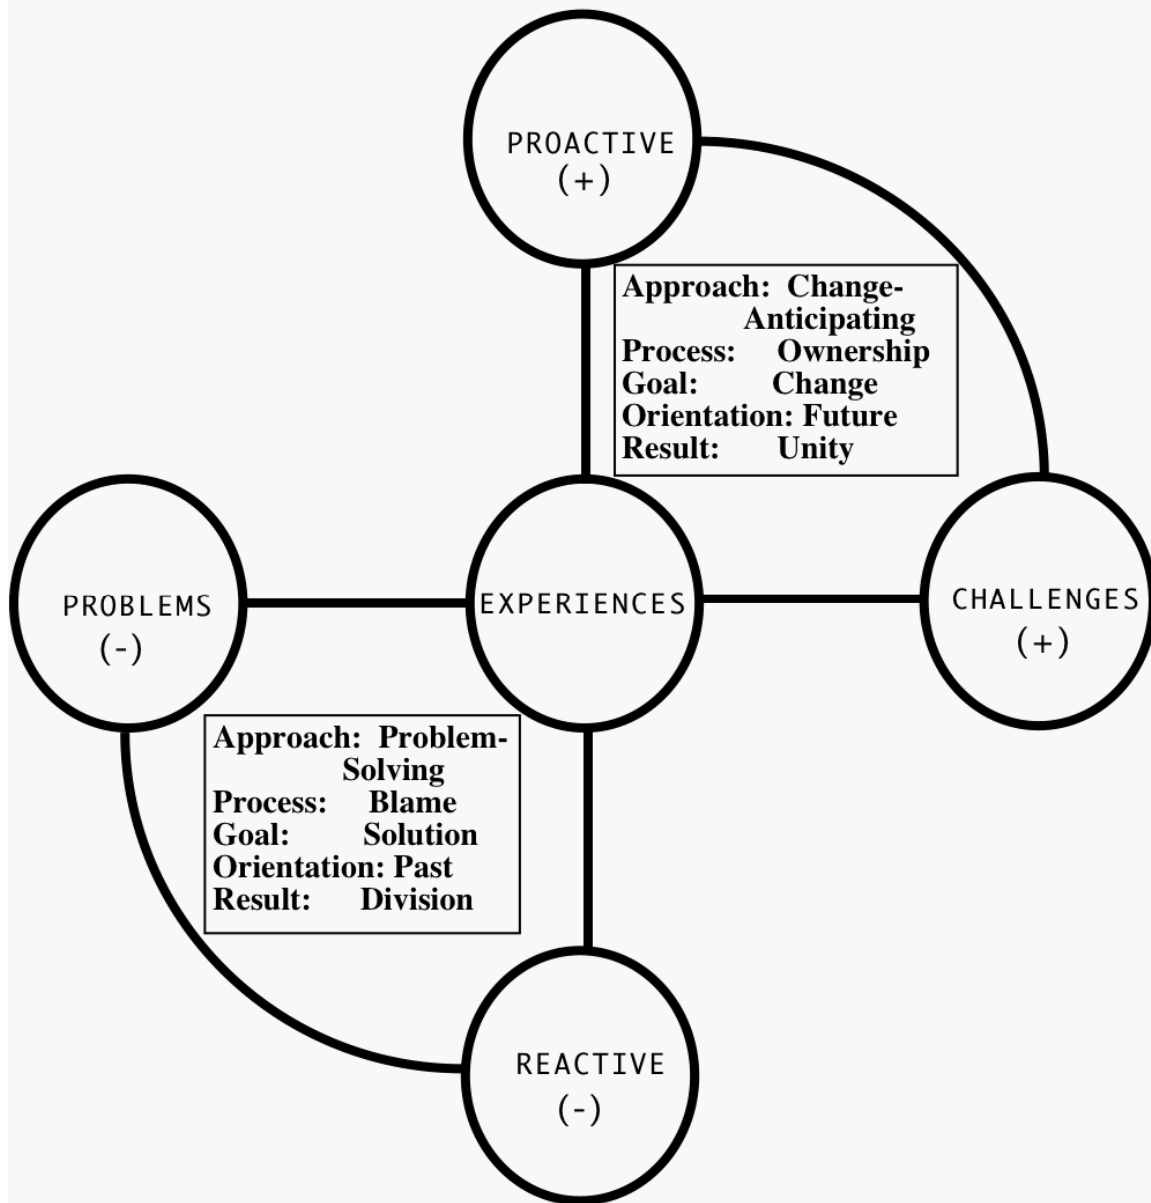 PROACTIVE
(+)
Approach: Change-
Anticipating
Process: Ownership
Goal: Change
Orientation: Future
Result: Unity
PROBLEMS
(-)
EXPERIENCES
CHALLENGES
(+)
Approach: Problem-
Solving
Process: Blame
Goal: Solution
Orientation: Past
Result: Division
REACTIVE
(-)